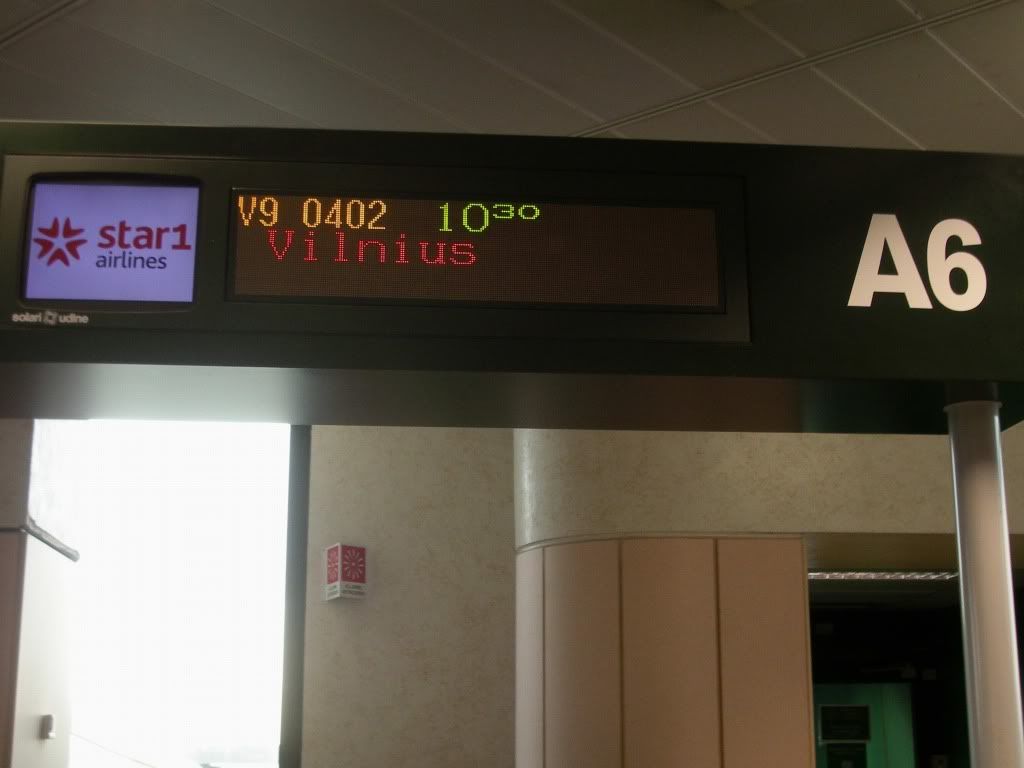 star1
airlines
V9 0402 10³⁰
Vilnius
A6
solari udine